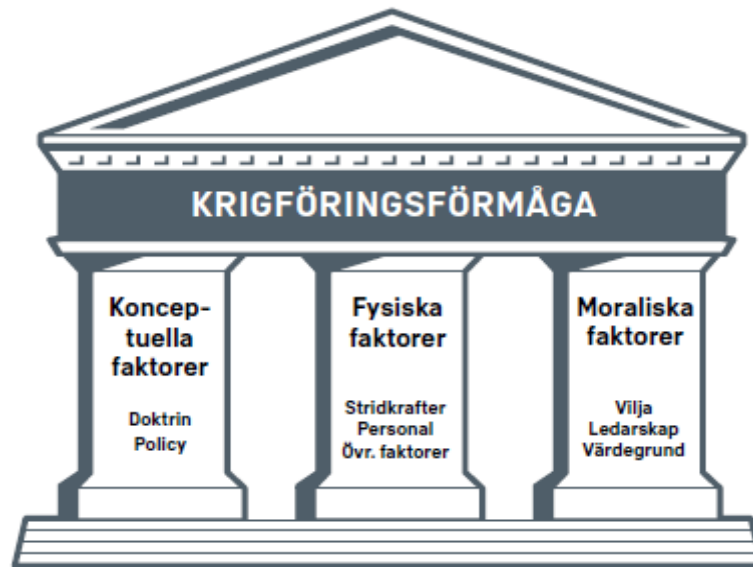 KRIGFÖRINGSFÖRMÅGA
Koncep-
tuella
faktorer
Doktrin
Policy
Fysiska
faktorer
Stridkrafter
Personal
Övr. faktorer
Moraliska
faktorer
Vilja
Ledarskap
Värdegrund